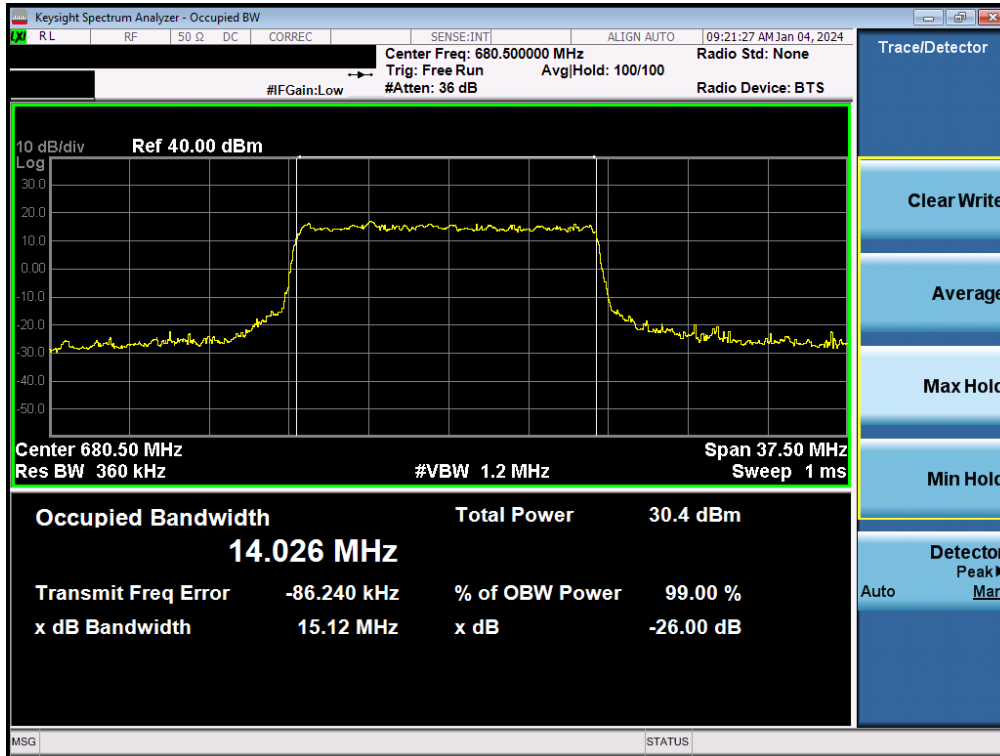 Keysight Spectrum Analyzer - Occupied BW
LXI RL RF 50 Ω DC CORREC SENSE:INT ALIGN AUTO 09:21:27 AM Jan 04, 2024
Center Freq: 680.500000 MHz Radio Std: None
Trig: Free Run Avg|Hold: 100/100
#IFGain:Low #Atten: 36 dB Radio Device: BTS
Trace/Detector
10 dB/div Ref 40.00 dBm
Log
30.0
20.0
10.0
0.00
-10.0
-20.0
-30.0
-40.0
-50.0
Center 680.50 MHz Span 37.50 MHz
Res BW 360 kHz #VBW 1.2 MHz Sweep 1 ms
Clear Write
Average
Max Hold
Min Hold
Detector
Peak
Auto Man
Occupied Bandwidth Total Power 30.4 dBm
14.026 MHz
Transmit Freq Error -86.240 kHz % of OBW Power 99.00 %
x dB Bandwidth 15.12 MHz x dB -26.00 dB
MSG STATUS